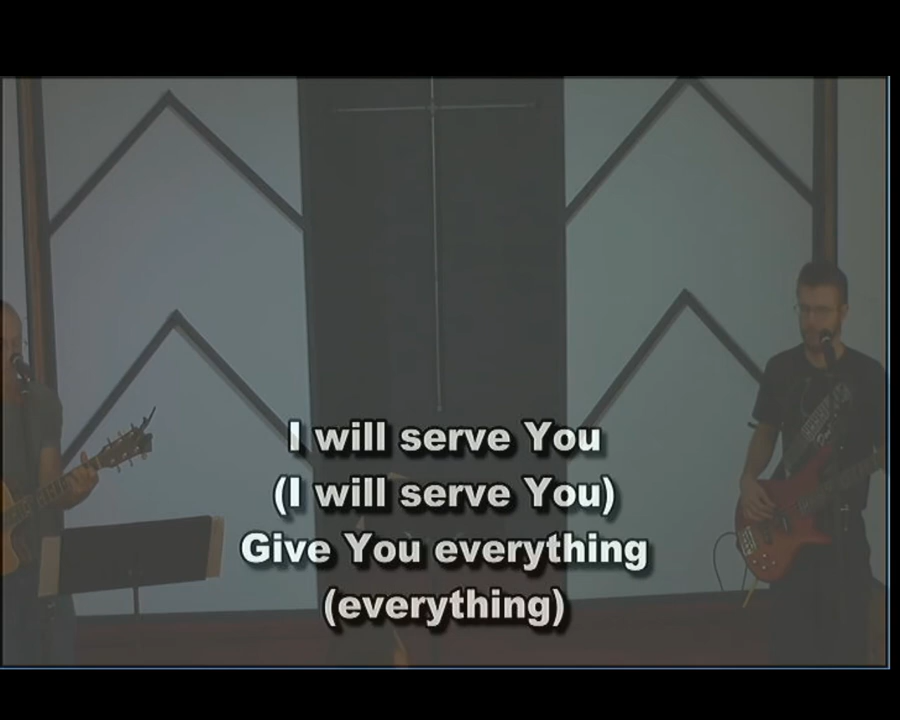 I will serve You
(I will serve You)
Give You everything
(everything)